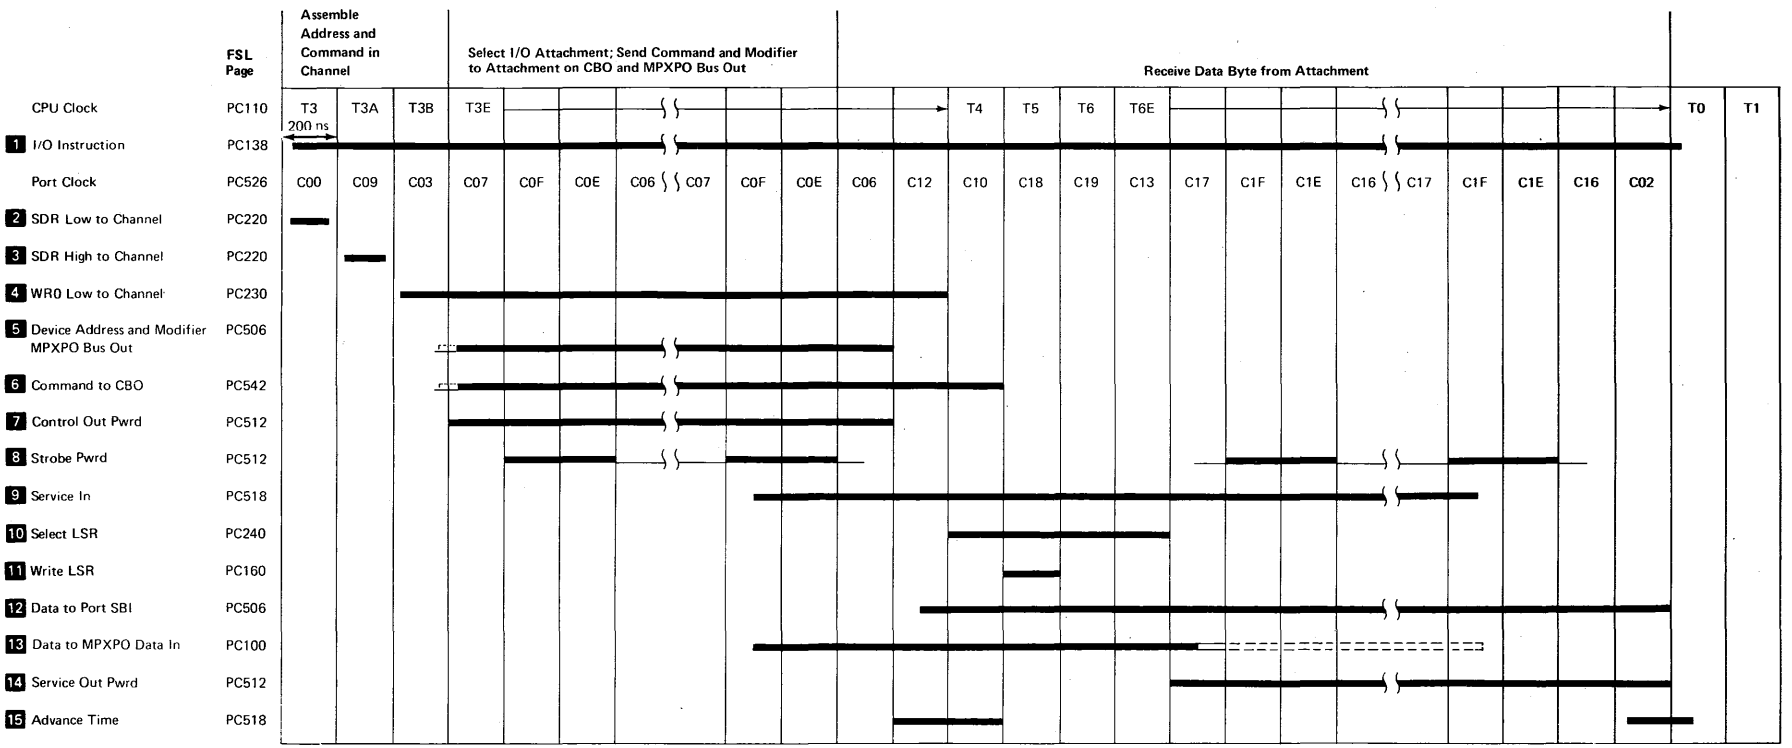 Assemble
Address and
Command in
Channel
FSL
Page
Select I/O Attachment; Send Command and Modifier
to Attachment on CBO and MPXPO Bus Out
Receive Data Byte from Attachment
CPU Clock PC110 T3 T3A T3B T3E T4 T5 T6 T6E T0 T1
200 ns
1 I/O Instruction PC138
Port Clock PC526 C00 C09 C03 C07 C0F C0E C06 C07 C0F C0E C06 C12 C10 C18 C19 C13 C17 C1F C1E C16 C17 C1F C1E C16 C02
2 SDR Low to Channel PC220
3 SDR High to Channel PC220
4 WR0 Low to Channel PC230
5 Device Address and Modifier PC506
MPXPO Bus Out
6 Command to CBO PC542
7 Control Out Pwrd PC512
8 Strobe Pwrd PC512
9 Service In PC518
10 Select LSR PC240
11 Write LSR PC160
12 Data to Port SBI PC506
13 Data to MPXPO Data In PC100
14 Service Out Pwrd PC512
15 Advance Time PC518